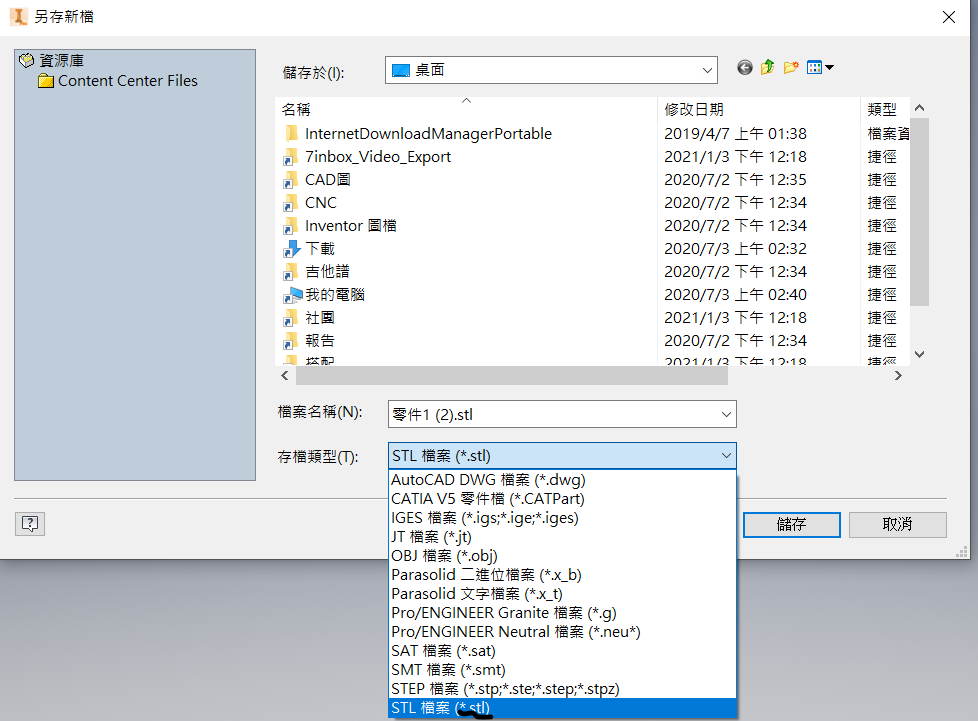 另存新檔
資源庫
Content Center Files
儲存於(I):
桌面
名稱 修改日期 類型
InternetDownloadManagerPortable 2019/4/7 上午 01:38 檔案資
7inbox_Video_Export 2021/1/3 下午 12:18 捷徑
CAD圖 2020/7/2 下午 12:35 捷徑
CNC 2020/7/2 下午 12:34 捷徑
Inventor 圖檔 2020/7/2 下午 12:34 捷徑
下載 2020/7/3 上午 02:32 捷徑
吉他譜 2020/7/2 下午 12:34 捷徑
我的電腦 2020/7/3 上午 02:40 捷徑
社團 2021/1/3 下午 12:18 捷徑
報告 2020/7/2 下午 12:34 捷徑
搭配 2021/1/3 下午 12:18 捷徑
檔案名稱(N):
零件1 (2).stl
存檔類型(T):
STL 檔案 (*.stl)
AutoCAD DWG 檔案 (*.dwg)
CATIA V5 零件檔 (*.CATPart)
IGES 檔案 (*.igs;*.ige;*.iges)
JT 檔案 (*.jt)
OBJ 檔案 (*.obj)
Parasolid 二進位檔案 (*.x_b)
Parasolid 文字檔案 (*.x_t)
Pro/ENGINEER Granite 檔案 (*.g)
Pro/ENGINEER Neutral 檔案 (*.neu*)
SAT 檔案 (*.sat)
SMT 檔案 (*.smt)
STEP 檔案 (*.stp;*.ste;*.step;*.stpz)
STL 檔案 (*.stl)
儲存
取消